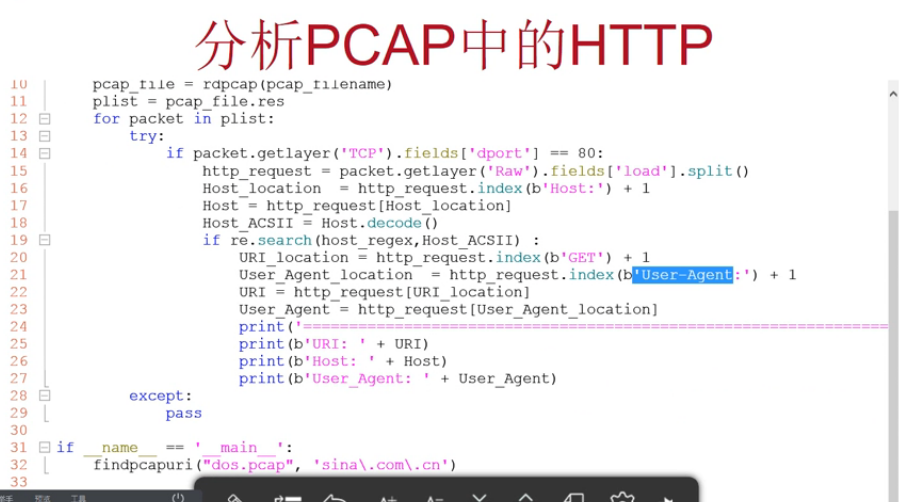 分析PCAP中的HTTP
10 pcap_file = rdpcap(pcap_filename)
11 plist = pcap_file.res
12 for packet in plist:
13 try:
14 if packet.getlayer('TCP').fields['dport'] == 80:
15 http_request = packet.getlayer('Raw').fields['load'].split()
16 Host_location  = http_request.index(b'Host:') + 1
17 Host = http_request[Host_location]
18 Host_ACSII = Host.decode()
19 if re.search(host_regex,Host_ACSII) :
20 URI_location = http_request.index(b'GET') + 1
21 User_Agent_location  = http_request.index(b'User-Agent:') + 1
22 URI = http_request[URI_location]
23 User_Agent = http_request[User_Agent_location]
24 print('================================================================
25 print(b'URI: ' + URI)
26 print(b'Host: ' + Host)
27 print(b'User_Agent: ' + User_Agent)
28 except:
29 pass
30
31 if __name__ == '__main__':
32 findpcapuri("dos.pcap", 'sina\.com\.cn')
33
预览 工具